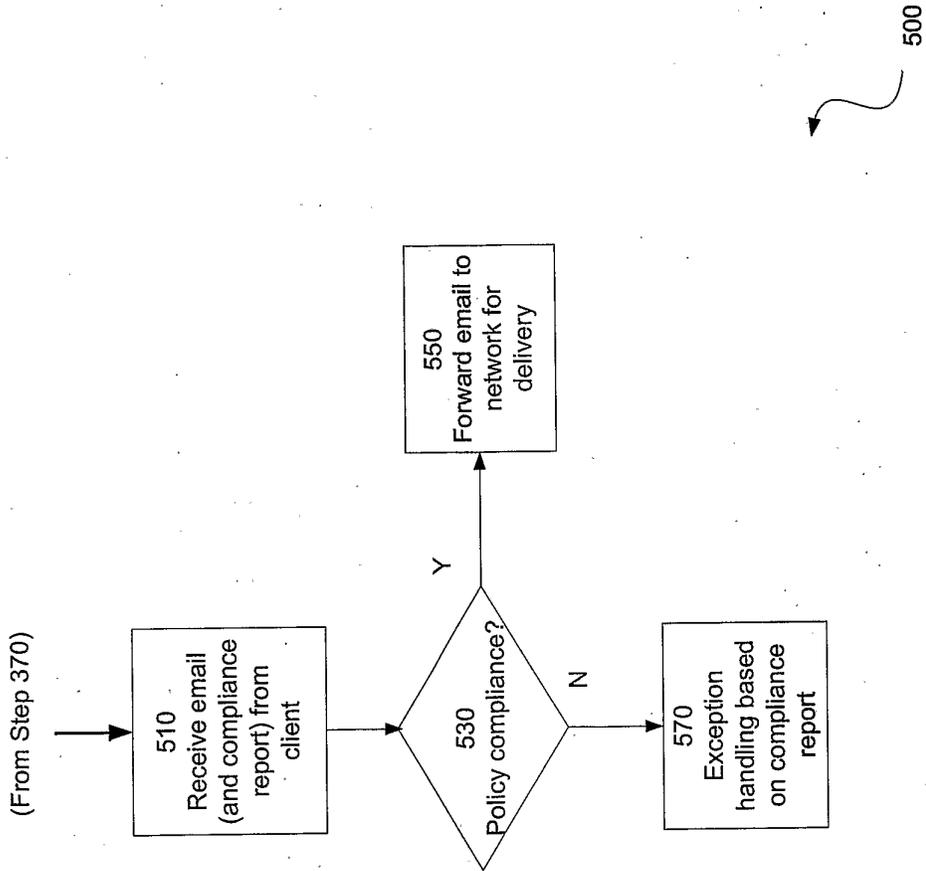 (From Step 370)
510
Receive email
(and compliance
report) from
client
530
Policy compliance?
Y
N
550
Forward email to
network for
delivery
570
Exception
handling based
on compliance
report
500